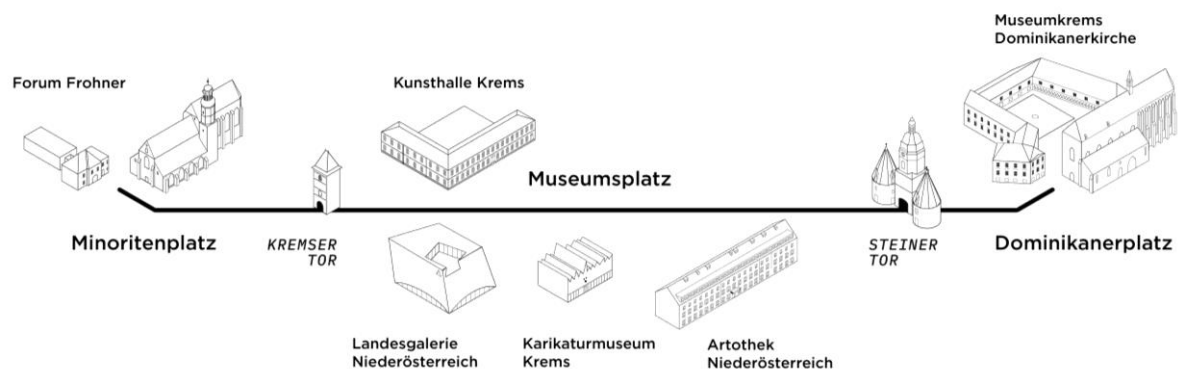 Museumkrems
Dominikanerkirche
Forum Frohner
Kunsthalle Krems
Museumsplatz
Minoritenplatz
KREMSER
TOR
STEINER
TOR
Dominikanerplatz
Landesgalerie
Niederösterreich
Karikaturmuseum
Krems
Artothek
Niederösterreich